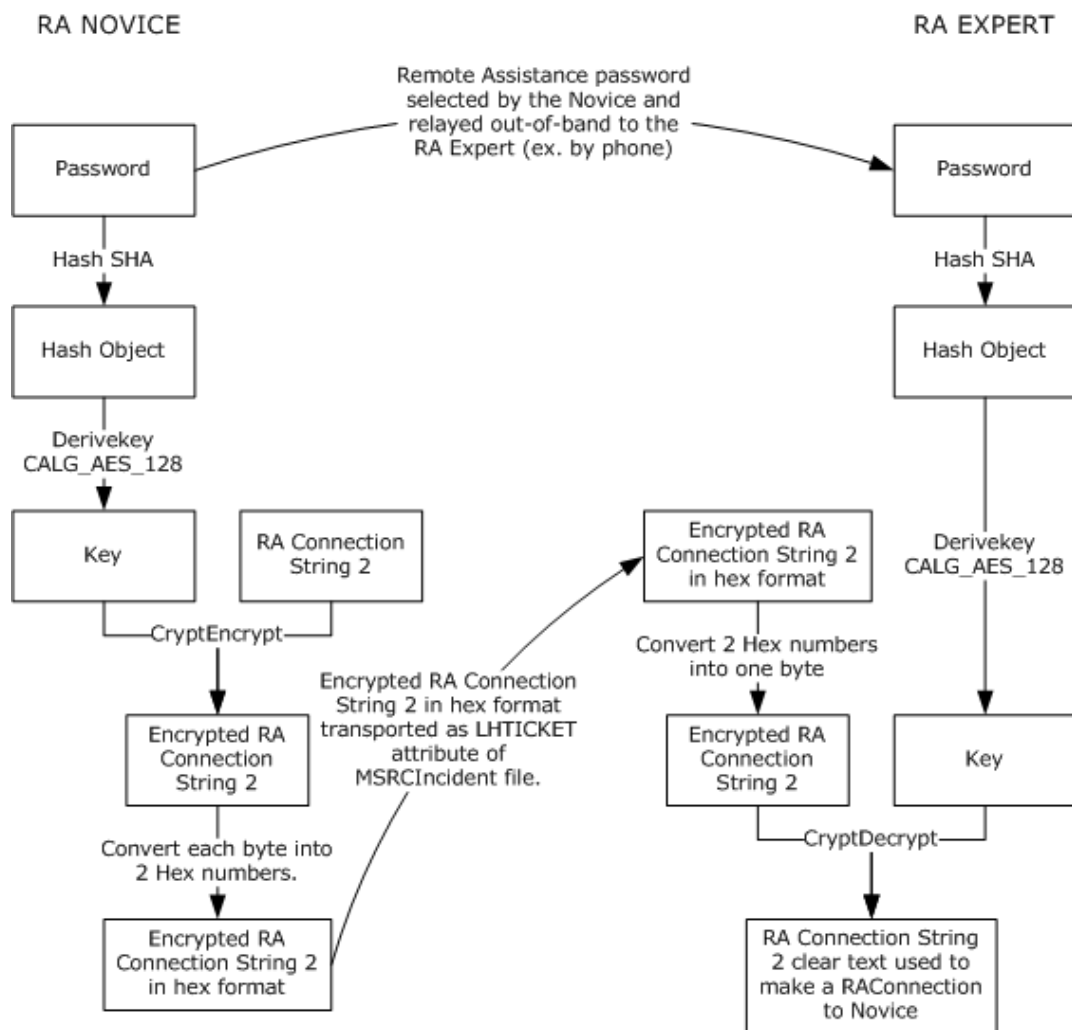 RA NOVICE
RA EXPERT
Remote Assistance password
selected by the Novice and
relayed out-of-band to the
RA Expert (ex. by phone)
Password
Password
Hash SHA
Hash SHA
Hash Object
Hash Object
Derivekey
CALG_AES_128
Key
RA Connection
String 2
CryptEncrypt
Encrypted RA
Connection
String 2
Convert each byte into
2 Hex numbers.
Encrypted RA
Connection String 2
in hex format
Encrypted RA Connection
String 2 in hex format
transported as LHTICKET
attribute of
MSRCIncident file.
Encrypted RA
Connection String 2
in hex format
Convert 2 Hex numbers
into one byte
Encrypted RA
Connection
String 2
Derivekey
CALG_AES_128
Key
CryptDecrypt
RA Connection String
2 clear text used to
make a RAConnection
to Novice